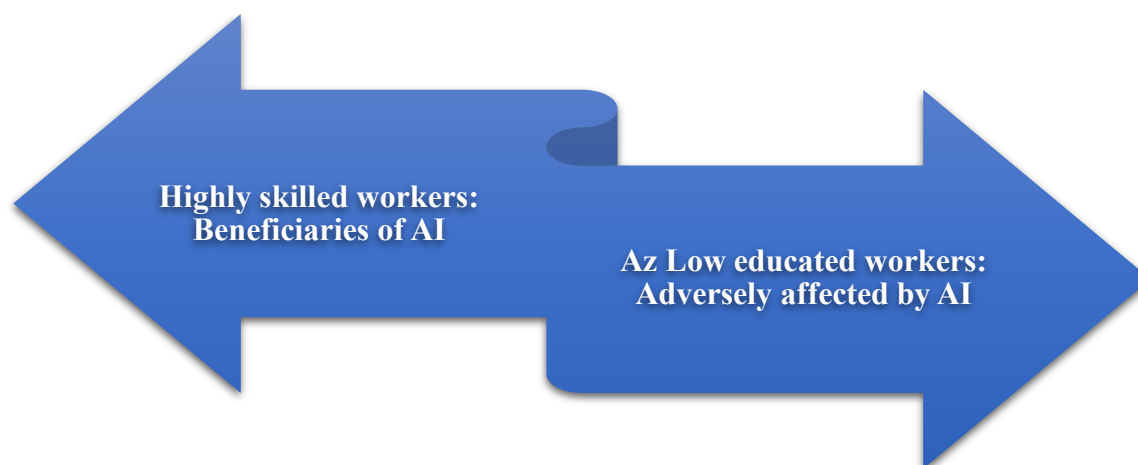 Highly skilled workers:
Beneficiaries of AI
Az Low educated workers:
Adversely affected by AI